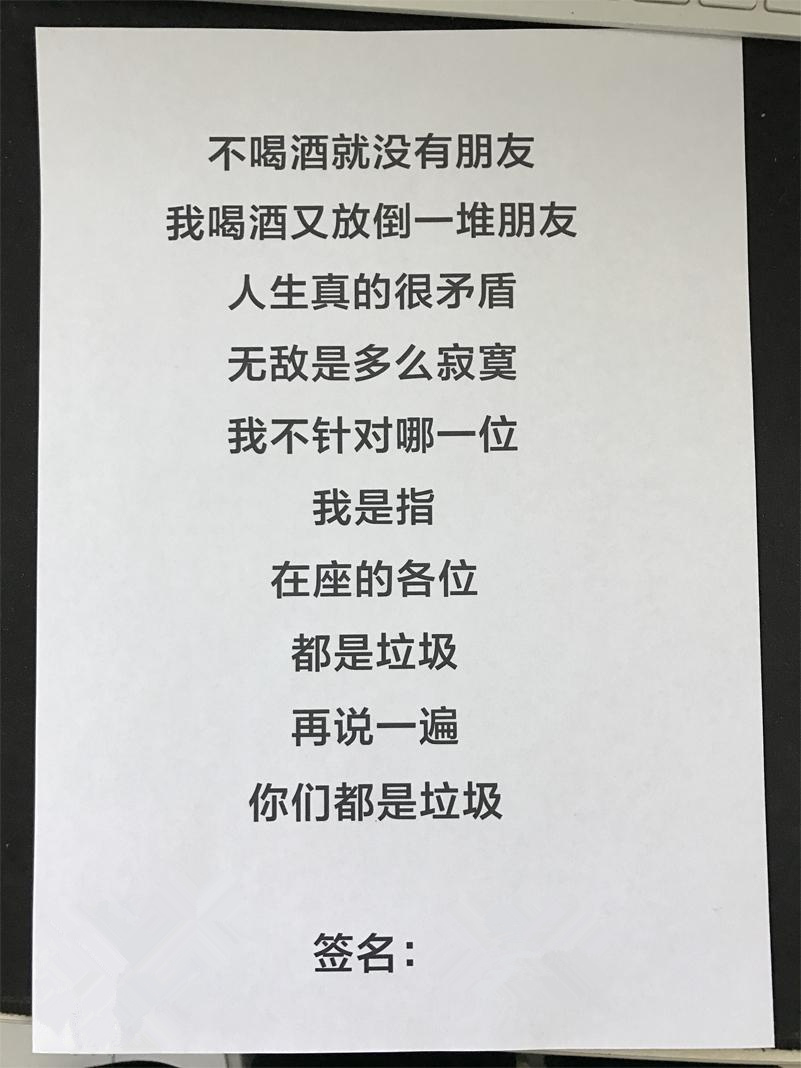 不喝酒就没有朋友
我喝酒又放倒一堆朋友
人生真的很矛盾
无敌是多么寂寞
我不针对哪一位
我是指
在座的各位
都是垃圾
再说一遍
你们都是垃圾
签名：